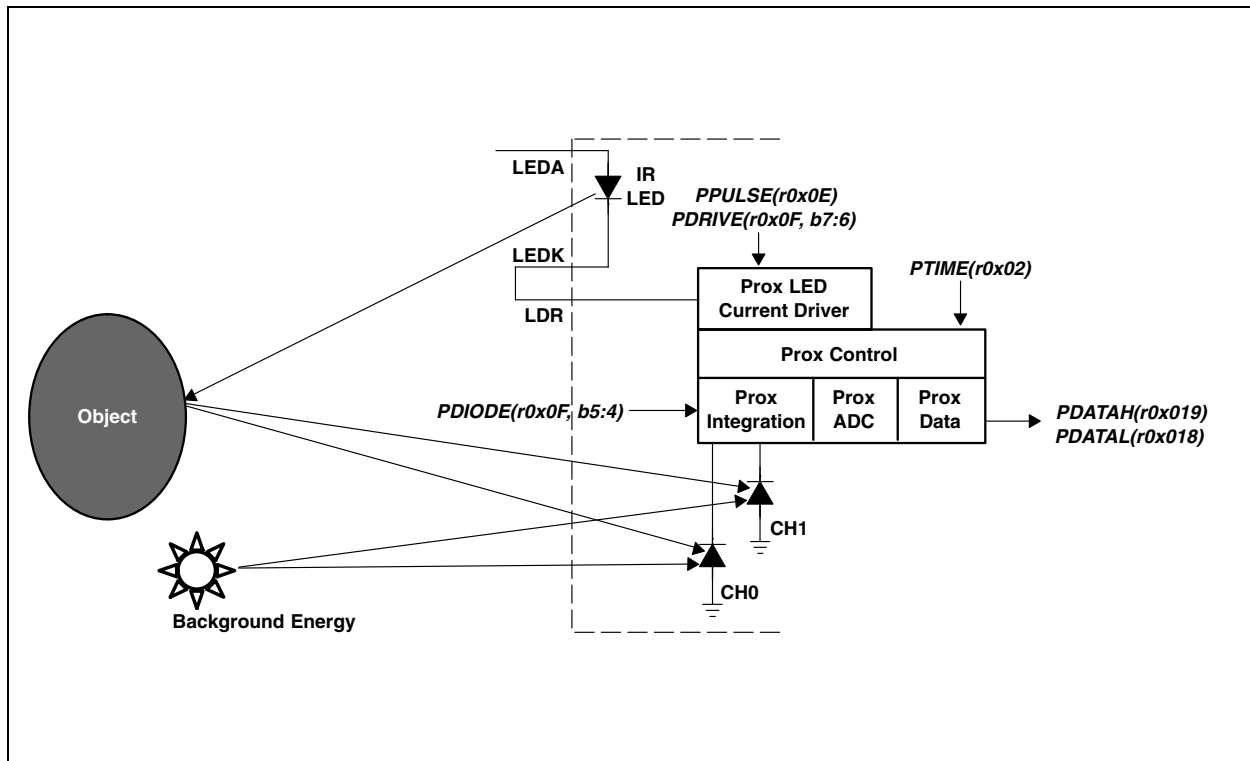 LEDA
IR
LED
PPULSE(r0x0E)
PDRIVE(r0x0F, b7:6)
LEDK
PTIME(r0x02)
Prox LED
Current Driver
LDR
Prox Control
Object
PDIODE(r0x0F, b5:4)
Prox
Integration
Prox
ADC
Prox
Data
PDATAH(r0x019)
PDATAL(r0x018)
CH1
CH0
Background Energy